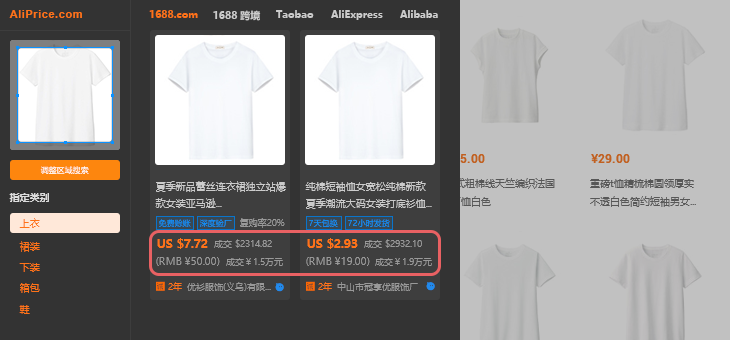 AliPrice.com
1688.com 1688 跨境 Taobao AliExpress Alibaba
调整区域搜索
指定类别
上衣
裙装
下装
箱包
鞋
夏季新品蕾丝连衣裙独立站爆
款女装亚马逊...
免费赊账 深度验厂 复购率20%
US $7.72 成交 $2314.82
(RMB ¥50.00) 成交 ¥ 1.5万元
2年 优衫服饰(义乌)有限...
纯棉短袖恤女宽松纯棉新款
夏季潮流大码女装打底衫恤...
7天包换 72小时发货
US $2.93 成交 $2932.10
(RMB ¥19.00) 成交 ¥ 1.9万元
2年 中山市冠享优服饰厂
5.00
优粗棉线天竺编织法国
恤白色
¥29.00
重磅t恤精梳棉圆领厚实
不透白色简约短袖男女...